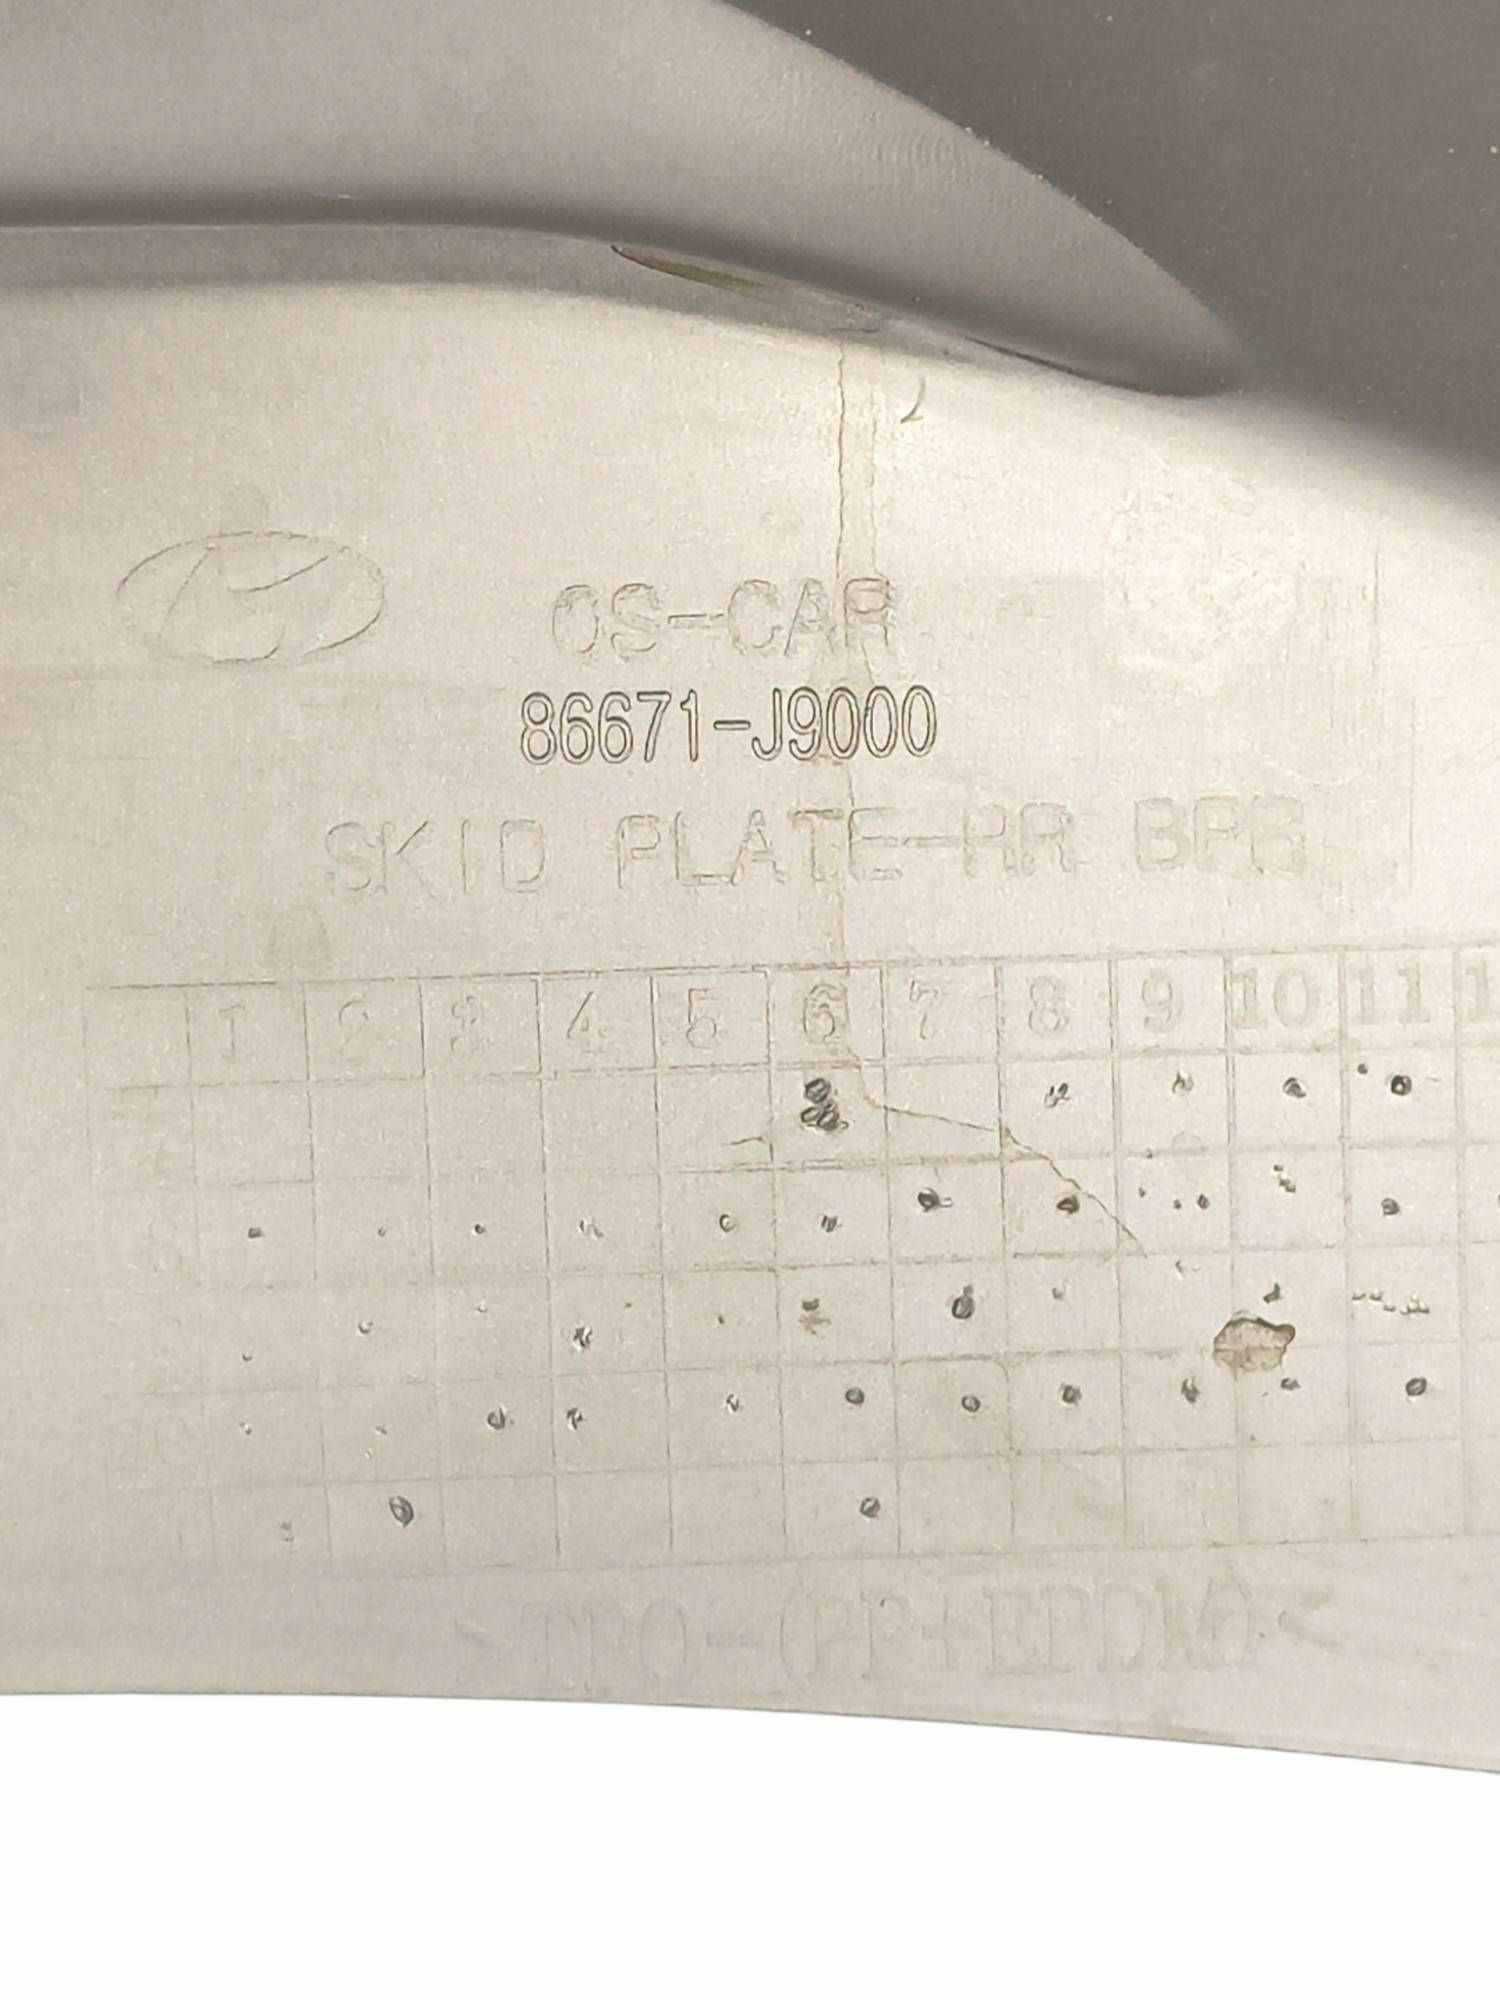 OS-CAR
86671-J9000
SKID PLATE-RR BPR
1 2 3 4 5 6 7 8 9 10 11
>TPO-(PP+EPDM)<